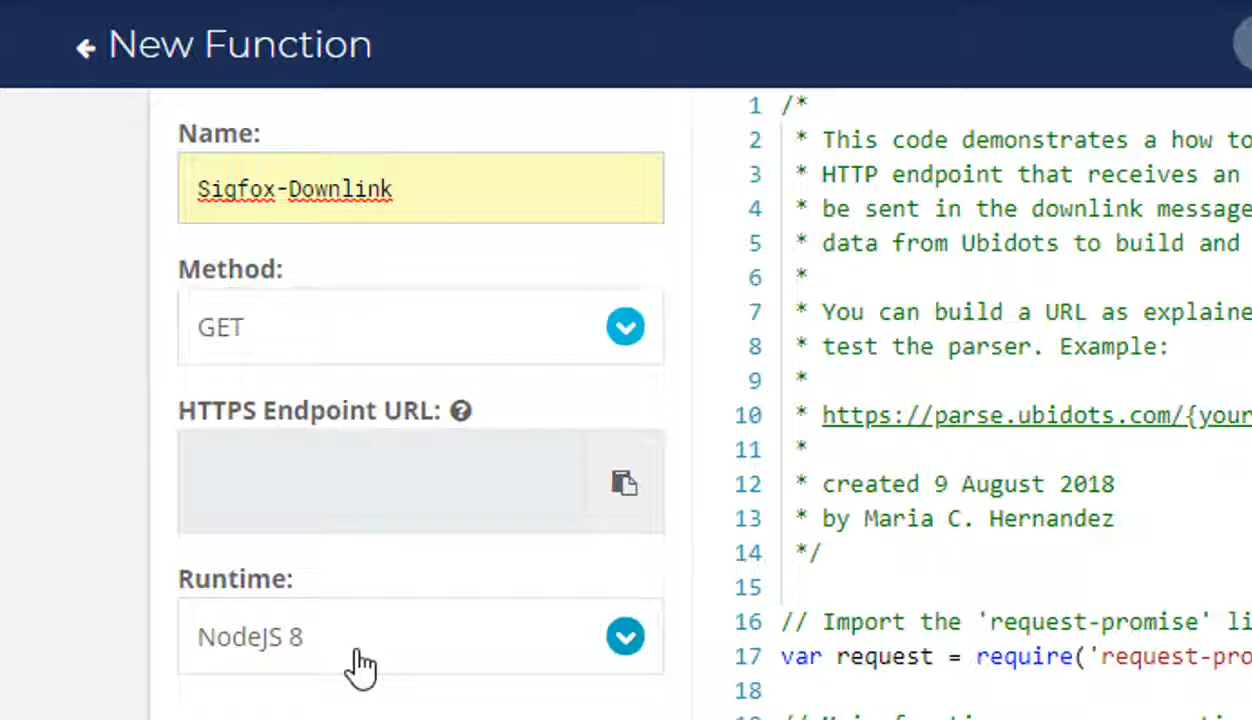 New Function
Name:
Sigfox-Downlink
Method:
GET
HTTPS Endpoint URL:
Runtime:
NodeJS 8
1 /*
2 * This code demonstrates a how to
3 * HTTP endpoint that receives an
4 * be sent in the downlink message
5 * data from Ubidots to build and
6 *
7 * You can build a URL as explaine
8 * test the parser. Example:
9 *
10 * https://parse.ubidots.com/{your
11 *
12 * created 9 August 2018
13 * by Maria C. Hernandez
14 */
15
16 // Import the 'request-promise' li
17 var request = require('request-pro
18